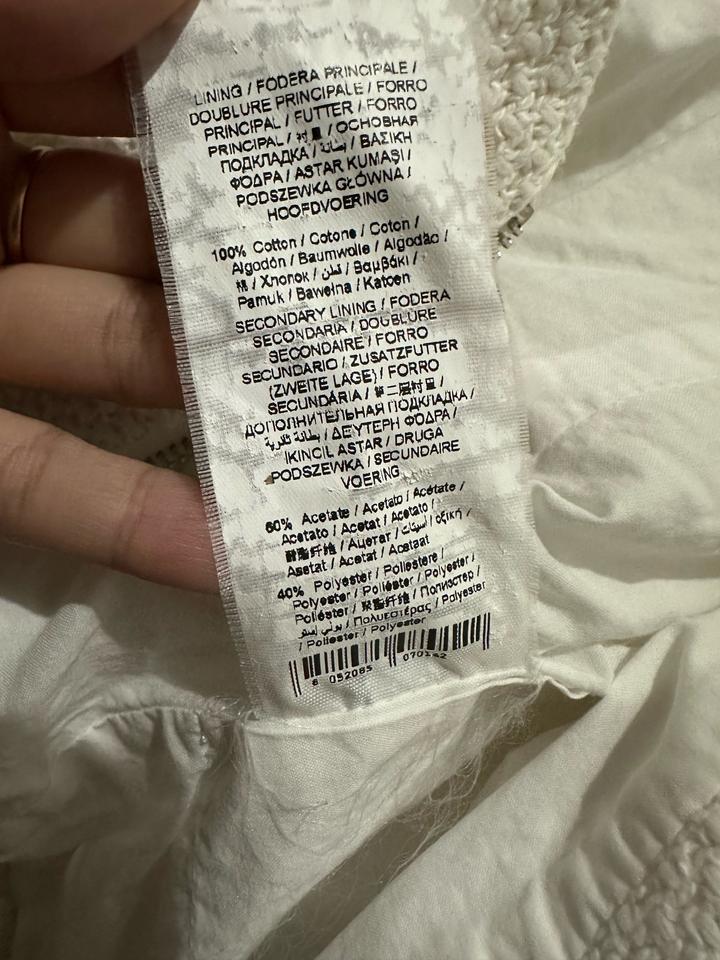 LINING / FODERA PRINCIPALE /
DOUBLURE PRINCIPALE / FORRO
PRINCIPAL / FUTTER / FORRO
PRINCIPAL / 衬里 / ОСНОВНАЯ
ПОДКЛАДКА / بطانة / ΒΑΣΙΚΗ
ΦΟΔΡΑ / ASTAR KUMAŞI /
PODSZEWKA GŁÓWNA /
HOOFDVOERING
100% Cotton / Cotone / Coton /
Algodón / Baumwolle / Algodão /
棉 / Хлопок / قطن / Βαμβάκι /
Pamuk / Bawełna / Katoen
SECONDARY LINING / FODERA
SECONDARIA / DOUBLURE
SECONDAIRE / FORRO
SECUNDARIO / ZUSATZFUTTER
(ZWEITE LAGE) / FORRO
SECUNDÁRIA / 第二层衬里 /
ДОПОЛНИТЕЛЬНАЯ ПОДКЛАДКА /
بطانة ثانوية / ΔΕΥΤΕΡΗ ΦΟΔΡΑ /
IKINCIL ASTAR / DRUGA
PODSZEWKA / SECUNDAIRE
VOERING
60% Acetate / Acetato / Acétate /
Acetato / Acetat / Acetato /
醋酯纤维 / Ацетат / أسيتات / οξική /
Asetat / Acetat / Acetaat
40% Polyester / Poliestere /
Polyester / Poliéster / Polyester /
Poliéster / 聚酯纤维 / Полиэстер /
بولي إيستر / Πολυεστέρας / Polyester
/ Poliester / Polyester
8 052085 070142